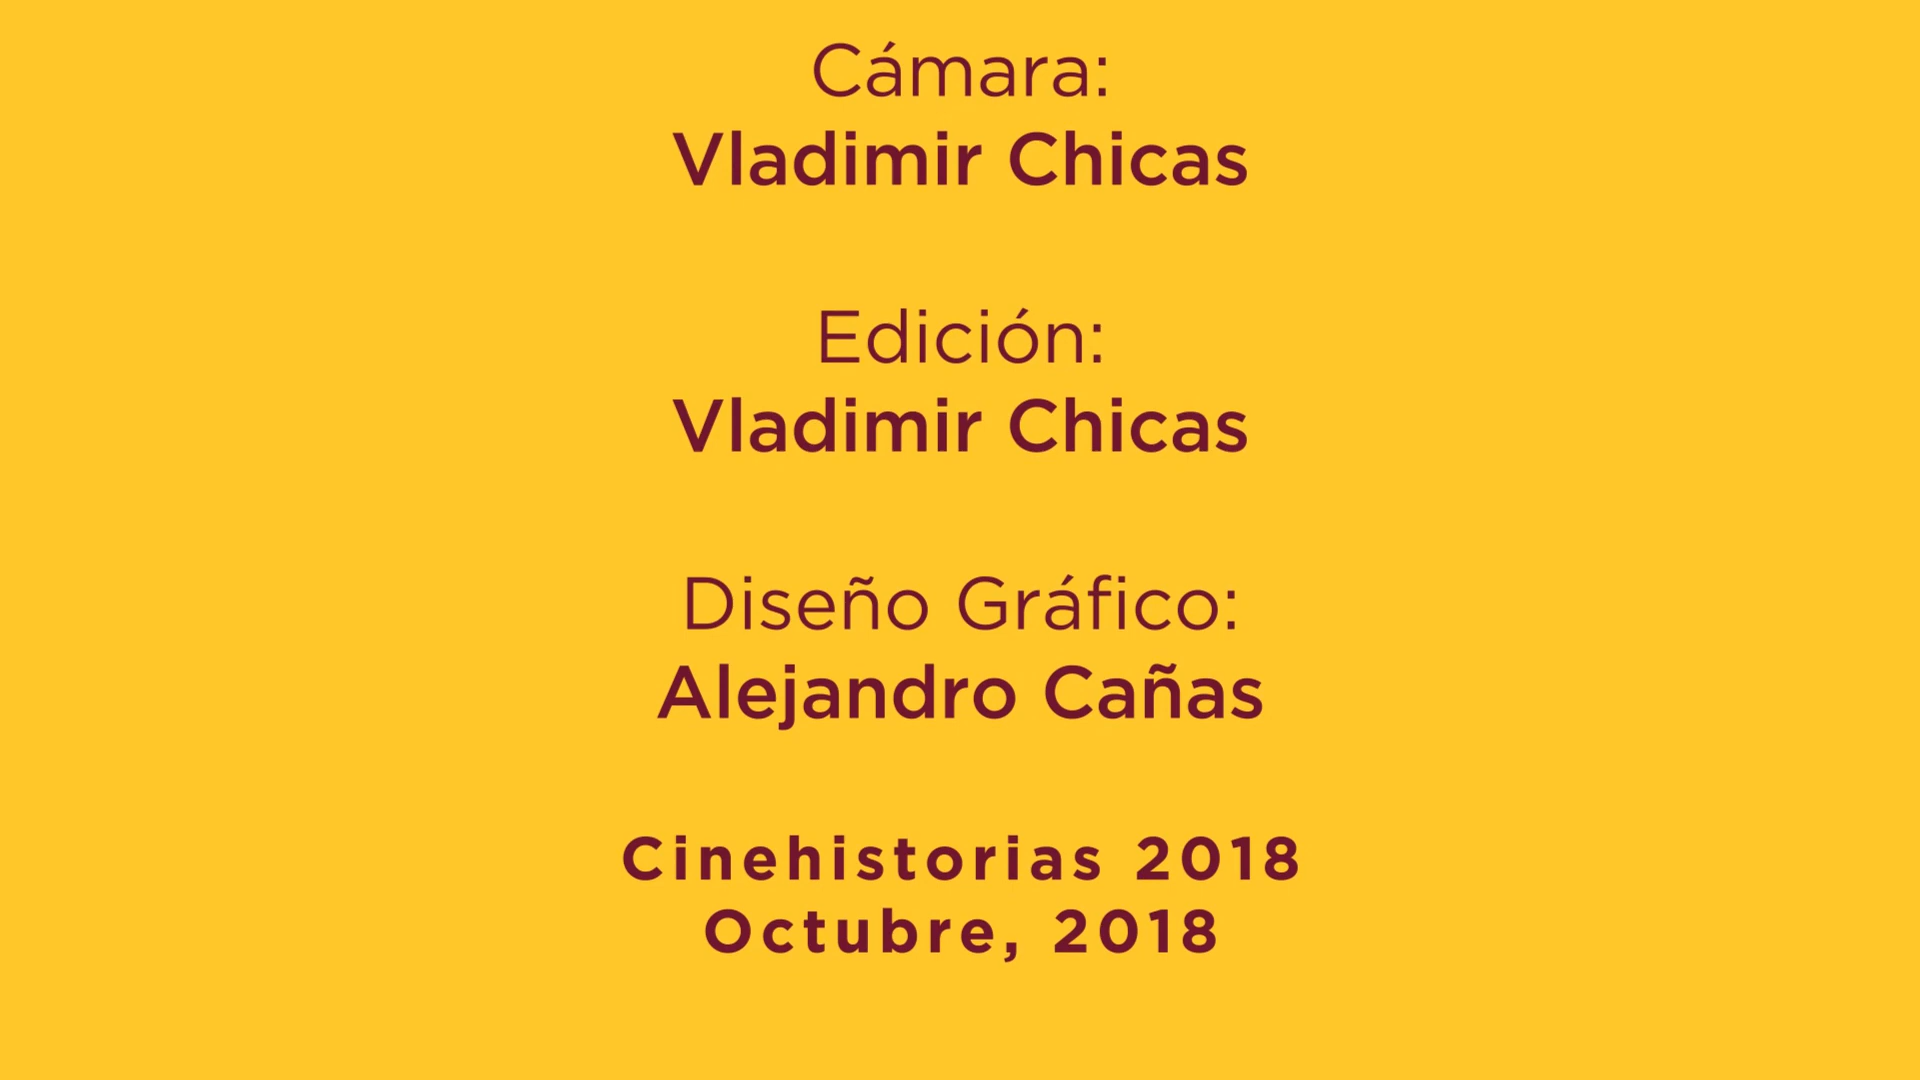 Cámara:
Vladimir Chicas
Edición:
Vladimir Chicas
Diseño Gráfico:
Alejandro Cañas
Cinehistorias 2018
Octubre, 2018